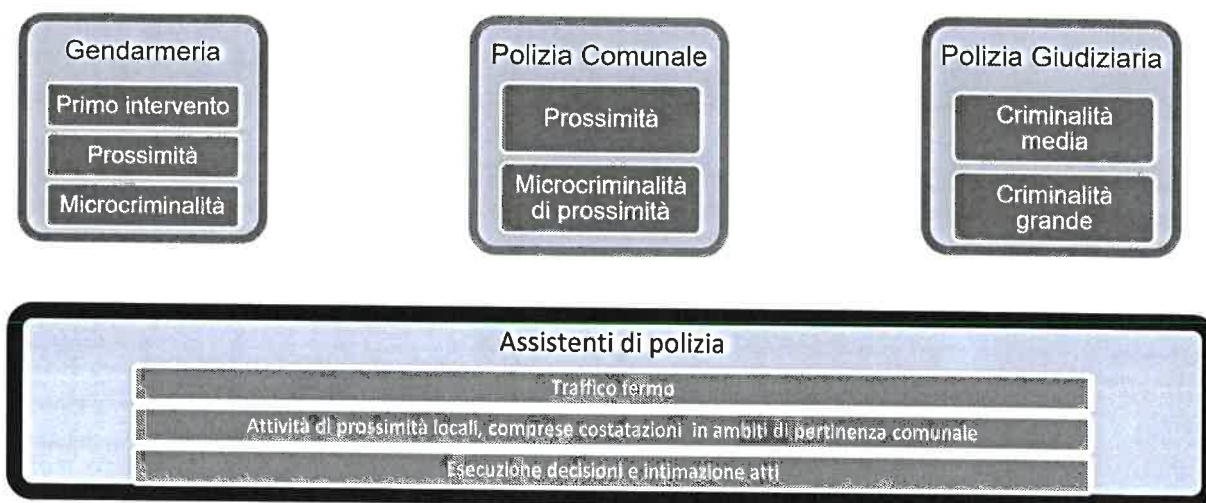 Gendarmeria
Primo intervento
Prossimità
Microcriminalità
Polizia Comunale
Prossimità
Microcriminalità
di prossimità
Polizia Giudiziaria
Criminalità
media
Criminalità
grande
Assistenti di polizia
Traffico fermo
Attività di prossimità locali, comprese costatazioni in ambiti di pertinenza comunale
Esecuzione decisioni e intimazione atti